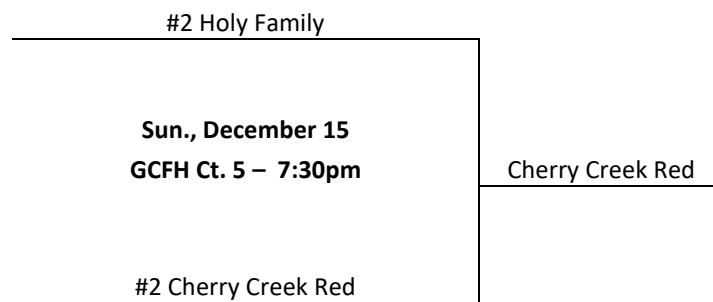 #2 Holy Family
Sun., December 15
GCFH Ct. 5 – 7:30pm
Cherry Creek Red
#2 Cherry Creek Red